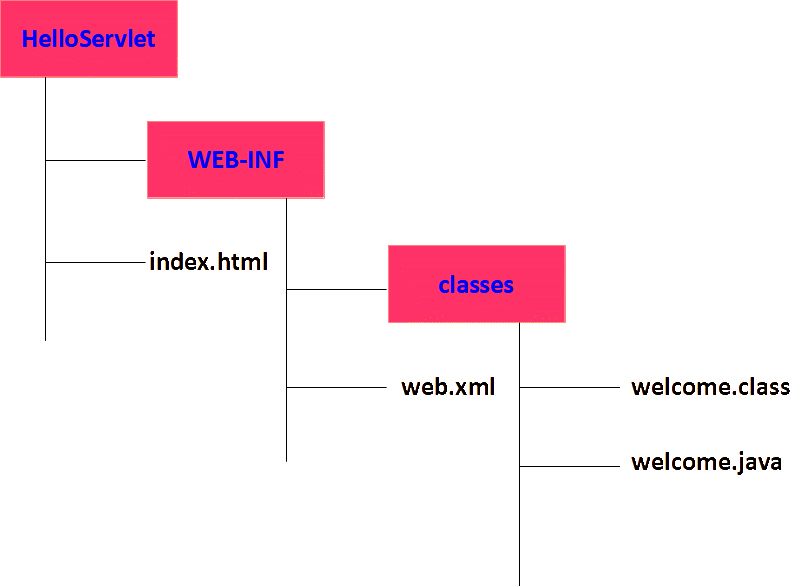 HelloServlet
WEB-INF
index.html
classes
web.xml
welcome.class
welcome.java